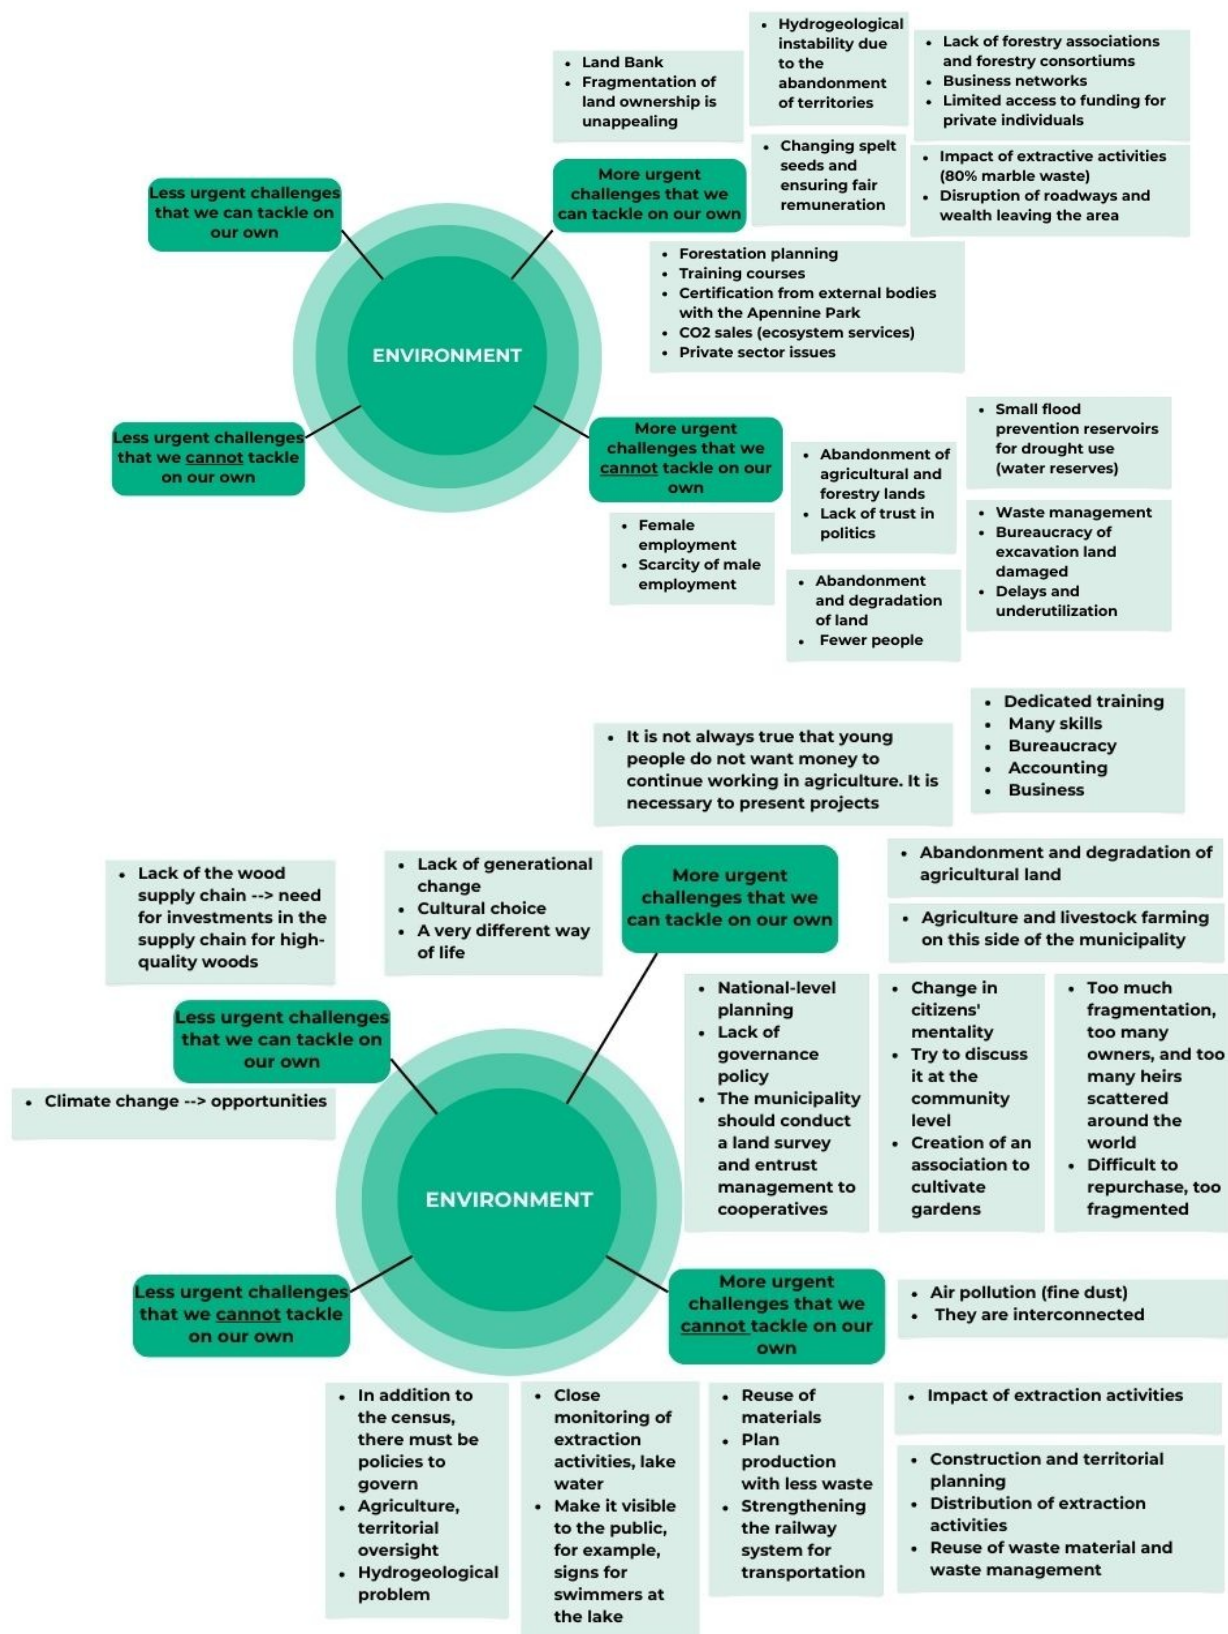 • Land Bank
• Fragmentation of
land ownership is
unappealing
• Hydrogeological
instability due
to the
abandonment
of territories
• Lack of forestry associations
and forestry consortiums
• Business networks
• Limited access to funding for
private individuals
Less urgent challenges
that we can tackle on
our own
More urgent
challenges that we
can tackle on our own
• Changing spelt
seeds and
ensuring fair
remuneration
• Impact of extractive activities
(80% marble waste)
• Disruption of roadways and
wealth leaving the area
• Forestation planning
• Training courses
• Certification from external bodies
with the Apennine Park
• CO2 sales (ecosystem services)
• Private sector issues
ENVIRONMENT
Less urgent challenges
that we cannot tackle
on our own
More urgent
challenges that we
cannot tackle on our
own
• Abandonment of
agricultural and
forestry lands
• Lack of trust in
politics
• Small flood
prevention reservoirs
for drought use
(water reserves)
• Female
employment
• Scarcity of male
employment
• Abandonment
and degradation
of land
• Fewer people
• Waste management
• Bureaucracy of
excavation land
damaged
• Delays and
underutilization
• It is not always true that young
people do not want money to
continue working in agriculture. It is
necessary to present projects
• Dedicated training
• Many skills
• Bureaucracy
• Accounting
• Business
• Lack of the wood
supply chain --> need
for investments in the
supply chain for high-
quality woods
• Lack of generational
change
• Cultural choice
• A very different way
of life
More urgent
challenges that we
can tackle on our own
• Abandonment and degradation of
agricultural land
• Agriculture and livestock farming
on this side of the municipality
Less urgent challenges
that we can tackle on
our own
• Climate change --> opportunities
• National-level
planning
• Lack of
governance
policy
• The municipality
should conduct
a land survey
and entrust
management to
cooperatives
• Change in
citizens'
mentality
• Try to discuss
it at the
community
level
• Creation of an
association to
cultivate
gardens
• Too much
fragmentation,
too many
owners, and too
many heirs
scattered
around the
world
• Difficult to
repurchase, too
fragmented
ENVIRONMENT
Less urgent challenges
that we cannot tackle
on our own
More urgent
challenges that we
cannot tackle on our
own
• Air pollution (fine dust)
• They are interconnected
• In addition to
the census,
there must be
policies to
govern
• Agriculture,
territorial
oversight
• Hydrogeological
problem
• Close
monitoring of
extraction
activities, lake
water
• Make it visible
to the public,
for example,
signs for
swimmers at
the lake
• Reuse of
materials
• Plan
production
with less waste
• Strengthening
the railway
system for
transportation
• Impact of extraction activities
• Construction and territorial
planning
• Distribution of extraction
activities
• Reuse of waste material and
waste management